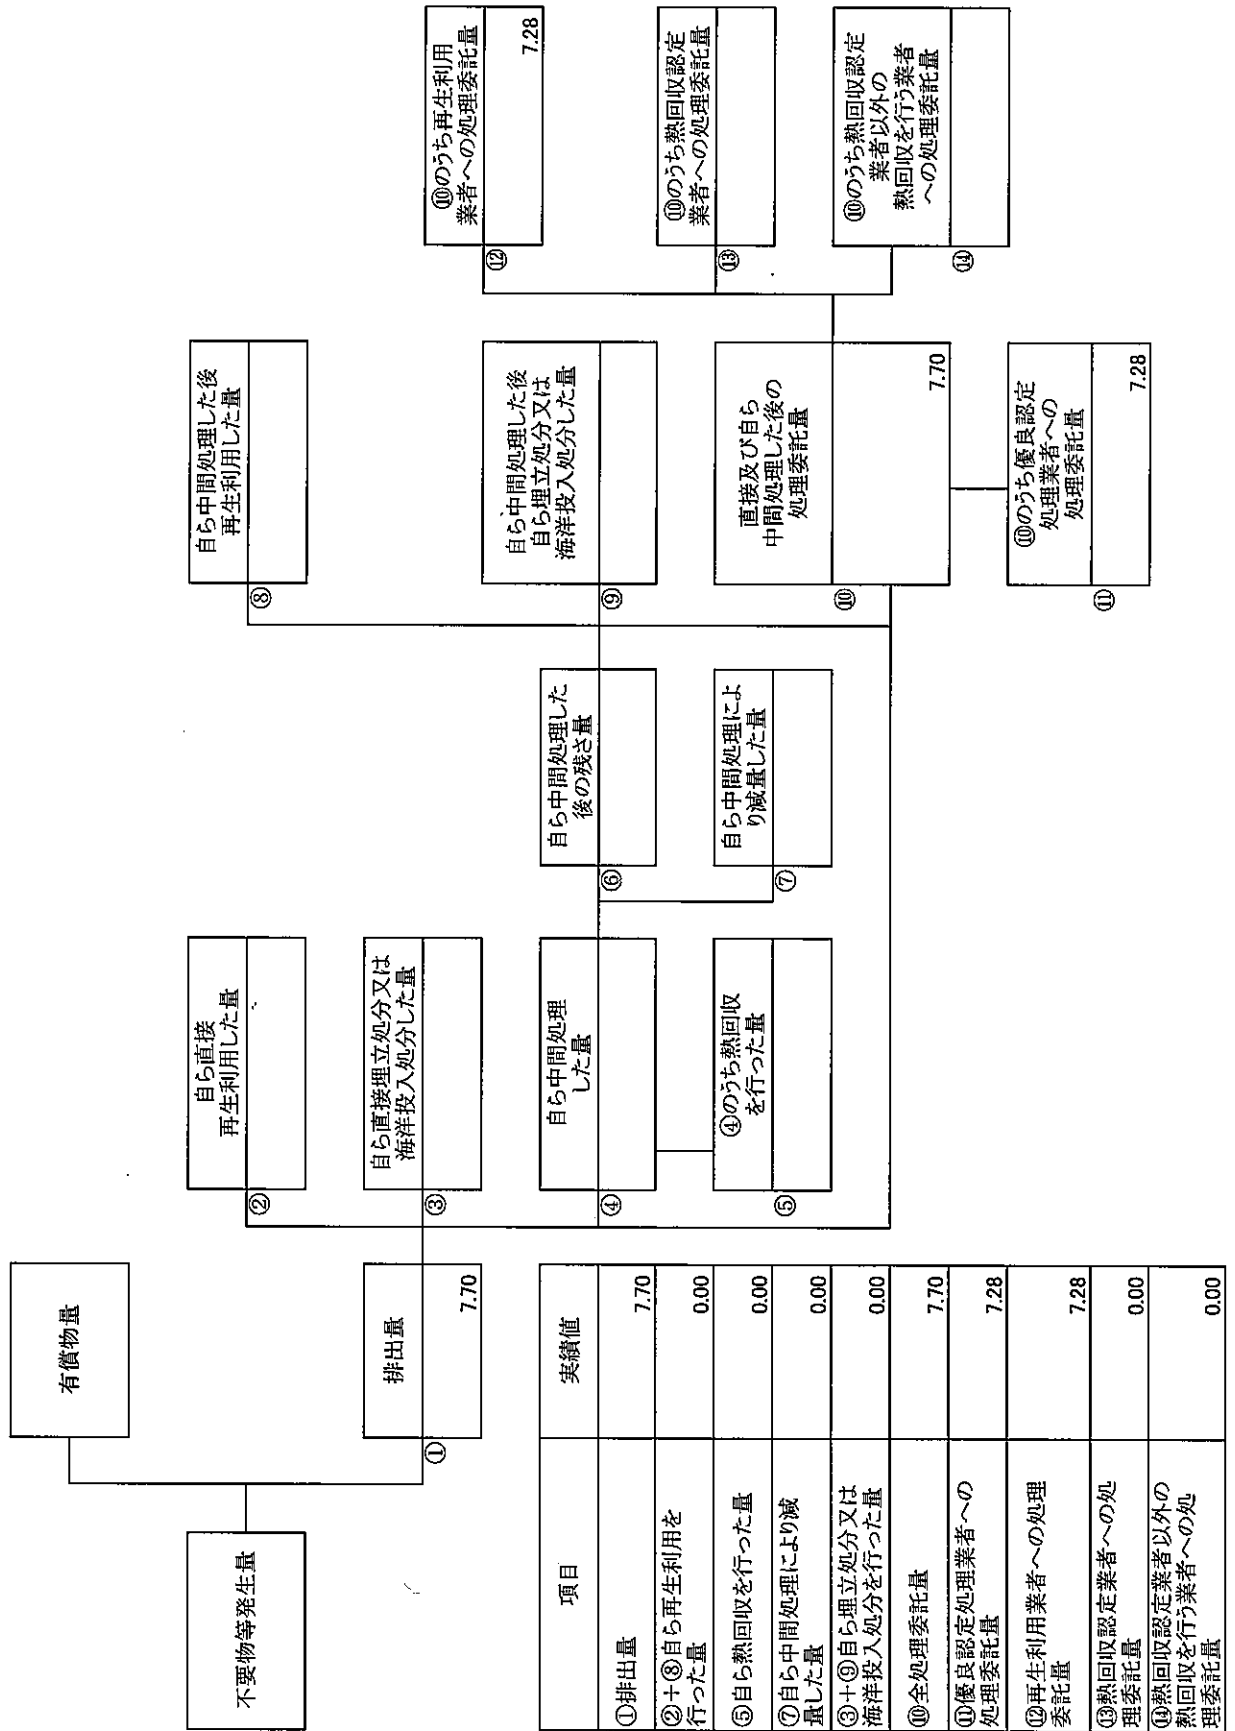 不要物等発生量
有償物量
排出量
①
7.70
自ら直接
再生利用した量
②
自ら直接埋立処分又は
海洋投入処分した量
③
自ら中間処理
した量
④
④のうち熱回収
を行った量
⑤
自ら中間処理した
後の残さ量
⑥
自ら中間処理によ
り減量した量
⑦
自ら中間処理した後
再生利用した量
⑧
自ら中間処理した後
自ら埋立処分又は
海洋投入処分した量
⑨
直接及び自ら
中間処理した後の
処理委託量
⑩
7.70
⑩のうち優良認定
処理業者への
処理委託量
⑪
7.28
⑩のうち再生利用
業者への処理委託量
⑫
7.28
⑩のうち熱回収認定
業者への処理委託量
⑬
⑩のうち熱回収認定
業者以外の
熱回収を行う業者
への処理委託量
⑭
項目 実績値
①排出量 7.70
②+⑧自ら再生利用を
行った量 0.00
⑤自ら熱回収を行った量 0.00
⑦自ら中間処理により減
量した量 0.00
③+⑨自ら埋立処分又は
海洋投入処分を行った量 0.00
⑩全処理委託量 7.70
⑪優良認定処理業者への
処理委託量 7.28
⑫再生利用業者への処理
委託量 7.28
⑬熱回収認定業者への処
理委託量 0.00
⑭熱回収認定業者以外の
熱回収を行う業者への処
理委託量 0.00